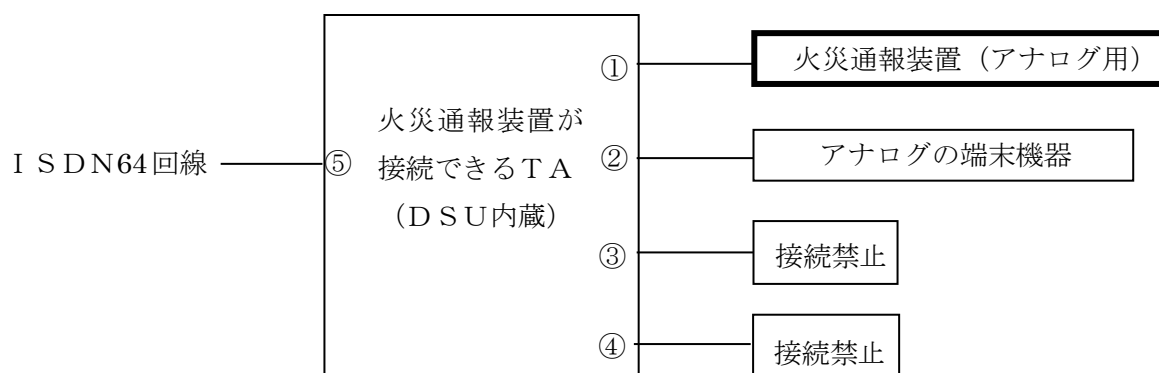 ＩＳＤＮ64回線
⑤
火災通報装置が
接続できるＴＡ
（ＤＳＵ内蔵）
①
火災通報装置（アナログ用）
②
アナログの端末機器
③
接続禁止
④
接続禁止